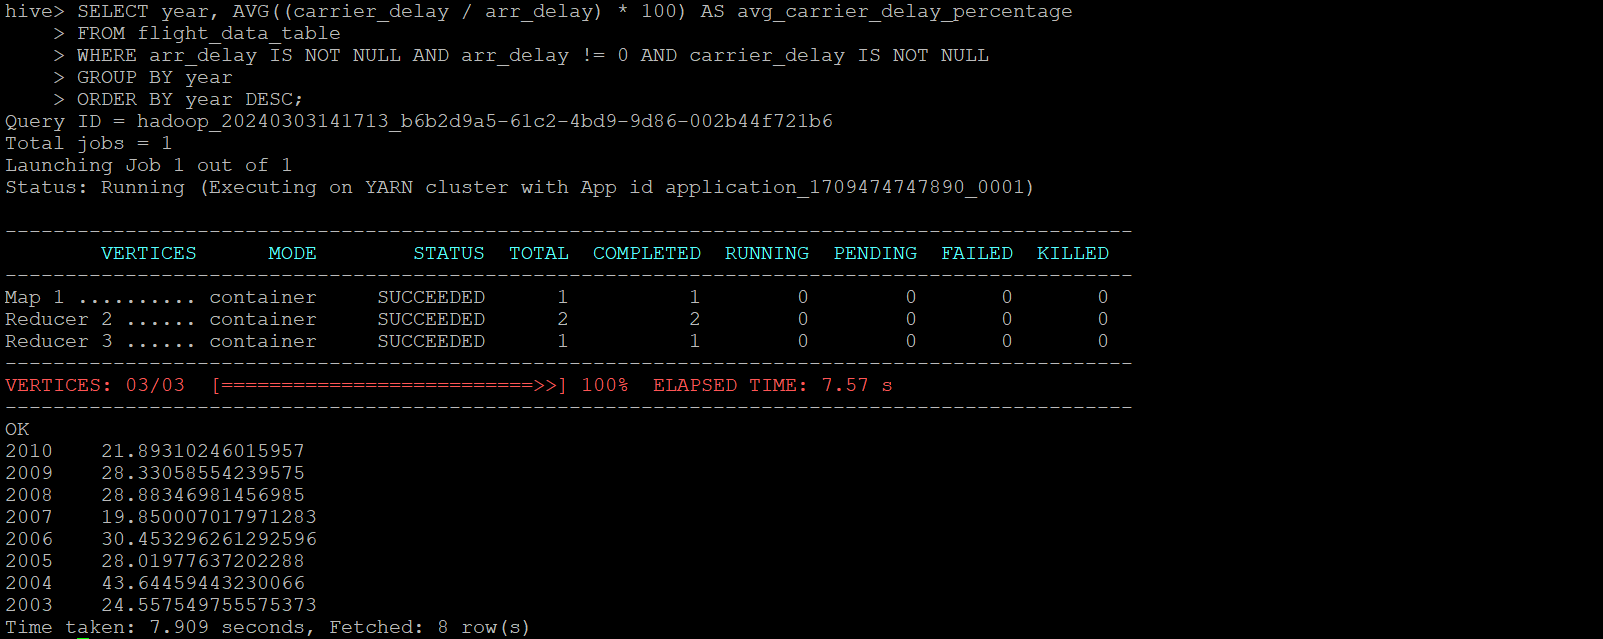 hive> SELECT year, AVG((carrier_delay / arr_delay) * 100) AS avg_carrier_delay_percentage
    > FROM flight_data_table
    > WHERE arr_delay IS NOT NULL AND arr_delay != 0 AND carrier_delay IS NOT NULL
    > GROUP BY year
    > ORDER BY year DESC;
Query ID = hadoop_20240303141713_b6b2d9a5-61c2-4bd9-9d86-002b44f721b6
Total jobs = 1
Launching Job 1 out of 1
Status: Running (Executing on YARN cluster with App id application_1709474747890_0001)

----------------------------------------------------------------------------------------------
        VERTICES      MODE        STATUS  TOTAL  COMPLETED  RUNNING  PENDING  FAILED  KILLED
----------------------------------------------------------------------------------------------
Map 1 .......... container     SUCCEEDED      1          1        0        0       0       0
Reducer 2 ...... container     SUCCEEDED      2          2        0        0       0       0
Reducer 3 ...... container     SUCCEEDED      1          1        0        0       0       0
----------------------------------------------------------------------------------------------
VERTICES: 03/03  [==========================>>] 100%  ELAPSED TIME: 7.57 s
----------------------------------------------------------------------------------------------
OK
2010    21.89310246015957
2009    28.33058554239575
2008    28.88346981456985
2007    19.850007017971283
2006    30.453296261292596
2005    28.01977637202288
2004    43.64459443230066
2003    24.557549755575373
Time taken: 7.909 seconds, Fetched: 8 row(s)